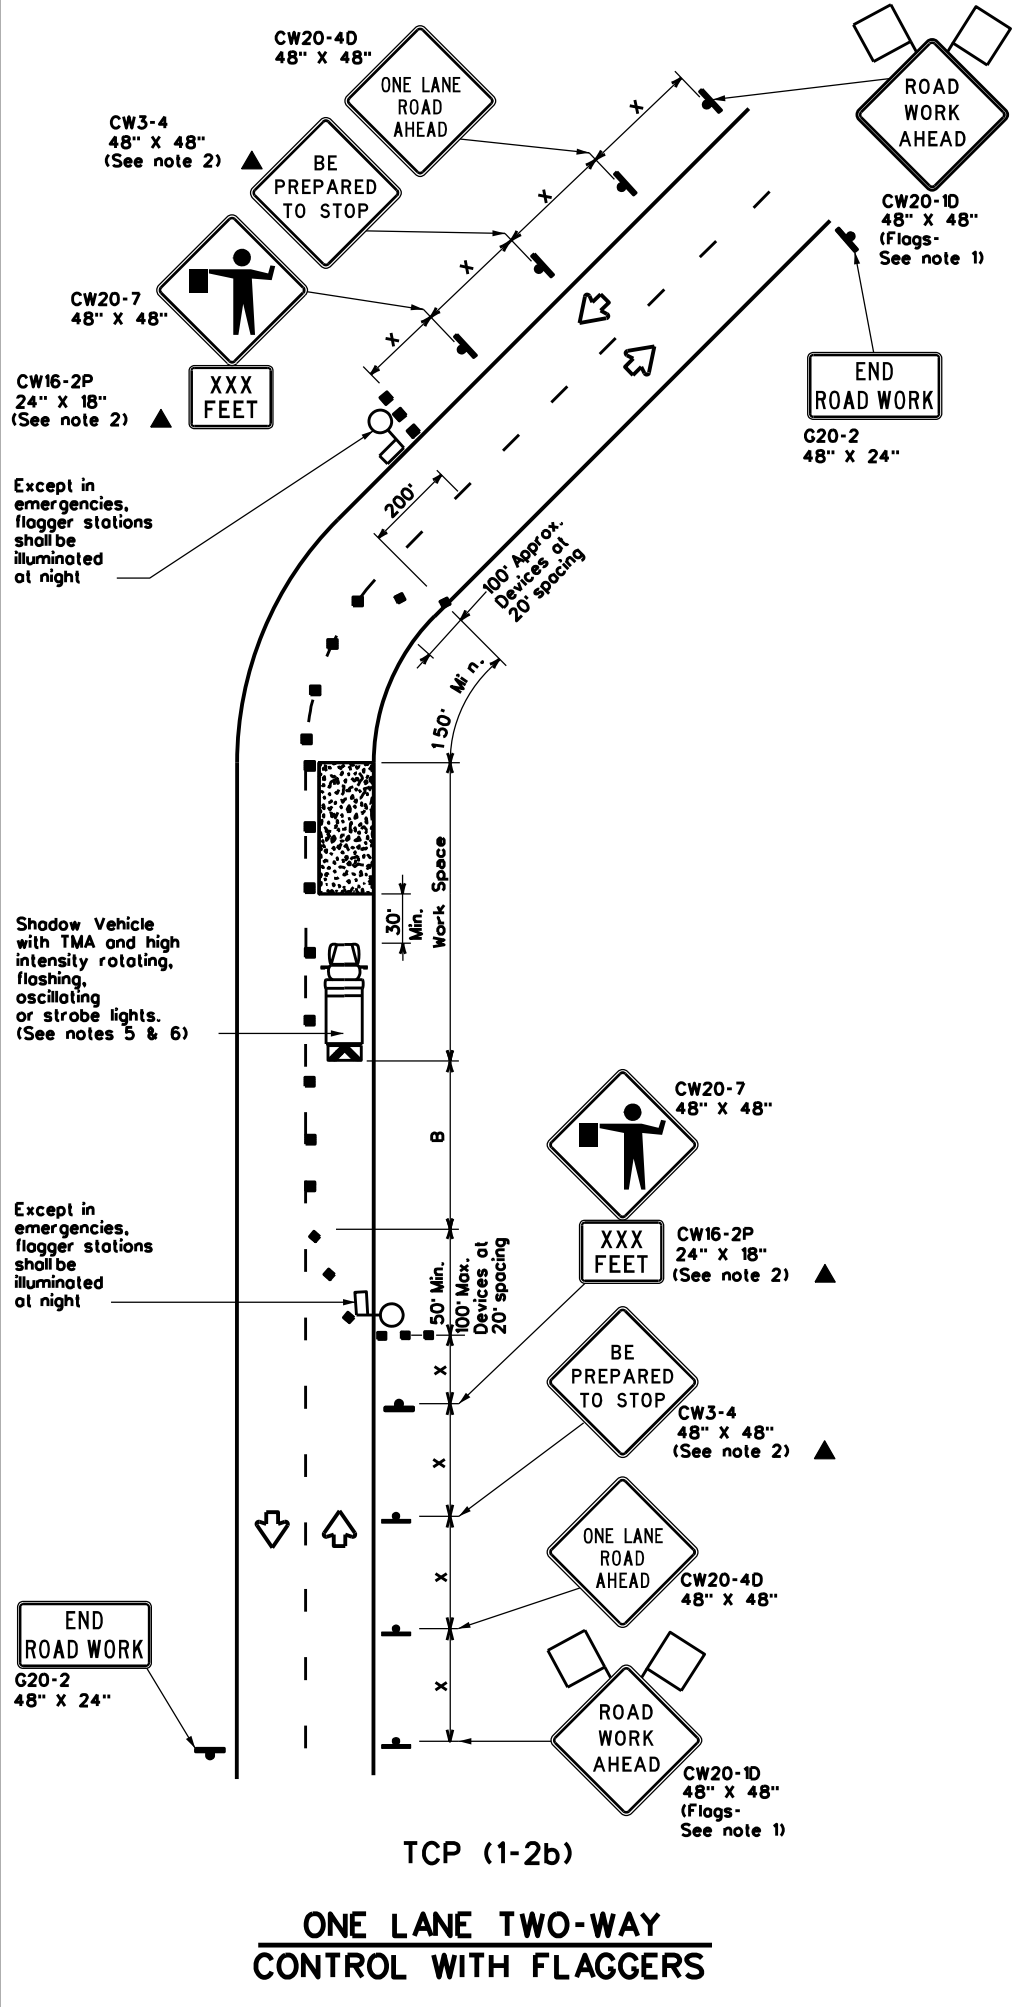 CW20-4D
48" X 48"
ONE LANE
ROAD
AHEAD
ROAD
WORK
AHEAD
CW20-1D
48" X 48"
(Flags-
See note 1)
CW3-4
48" X 48"
(See note 2)
BE
PREPARED
TO STOP
X
X
X
X
CW20-7
48" X 48"
CW16-2P
24" X 18"
(See note 2)
XXX
FEET
END
ROAD WORK
G20-2
48" X 24"
Except in
emergencies,
flagger stations
shall be
illuminated
at night
200'
100' Approx.
Devices at
20' spacing
150' Min.
Work Space
30'
Min.
Shadow Vehicle
with TMA and high
intensity rotating,
flashing,
oscillating
or strobe lights.
(See notes 5 & 6)
B
CW20-7
48" X 48"
XXX
FEET
CW16-2P
24" X 18"
(See note 2)
Except in
emergencies,
flagger stations
shall be
illuminated
at night
50' Min.
100' Max.
Devices at
20' spacing
X
X
X
X
BE
PREPARED
TO STOP
CW3-4
48" X 48"
(See note 2)
ONE LANE
ROAD
AHEAD
CW20-4D
48" X 48"
END
ROAD WORK
G20-2
48" X 24"
ROAD
WORK
AHEAD
CW20-1D
48" X 48"
(Flags-
See note 1)
TCP (1-2b)
ONE LANE TWO-WAY
CONTROL WITH FLAGGERS